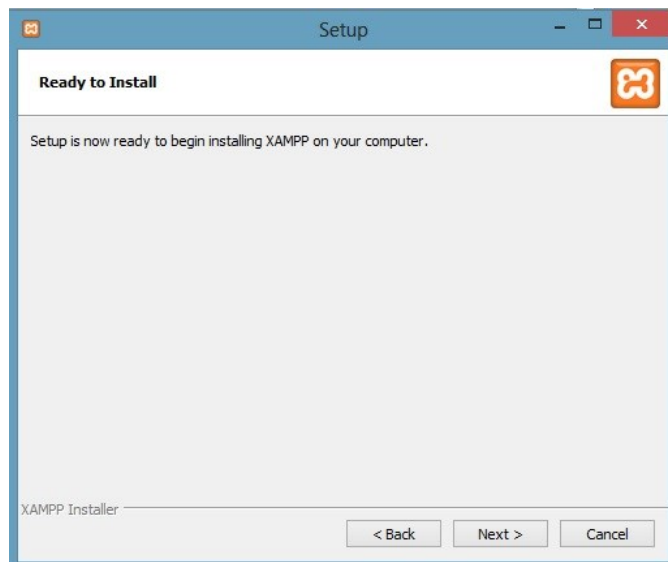 Setup
Ready to Install
Setup is now ready to begin installing XAMPP on your computer.
XAMPP Installer
< Back Next > Cancel